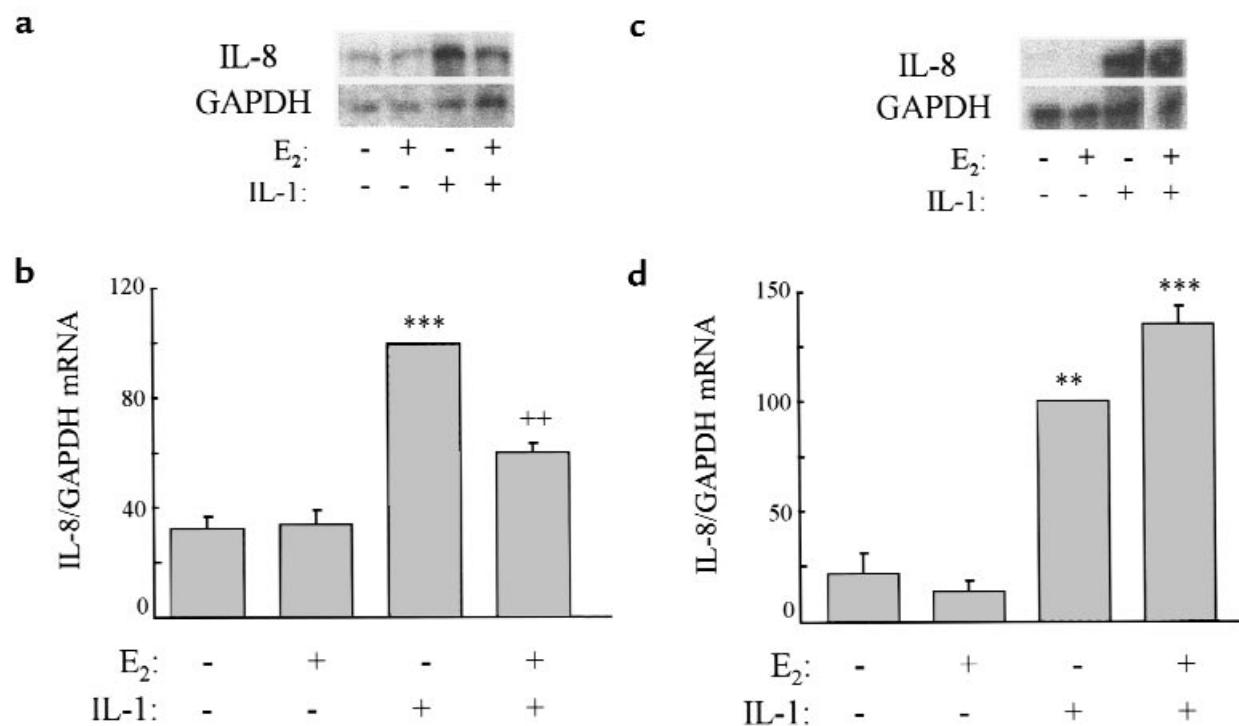 a
IL-8
GAPDH
E₂: - + - +
IL-1: - - + +
b
120
80
40
0
IL-8/GAPDH mRNA
***
++
E₂: - + - +
IL-1: - - + +
c
IL-8
GAPDH
E₂: - + - +
IL-1: - - + +
d
150
100
50
0
IL-8/GAPDH mRNA
**
***
E₂: - + - +
IL-1: - - + +